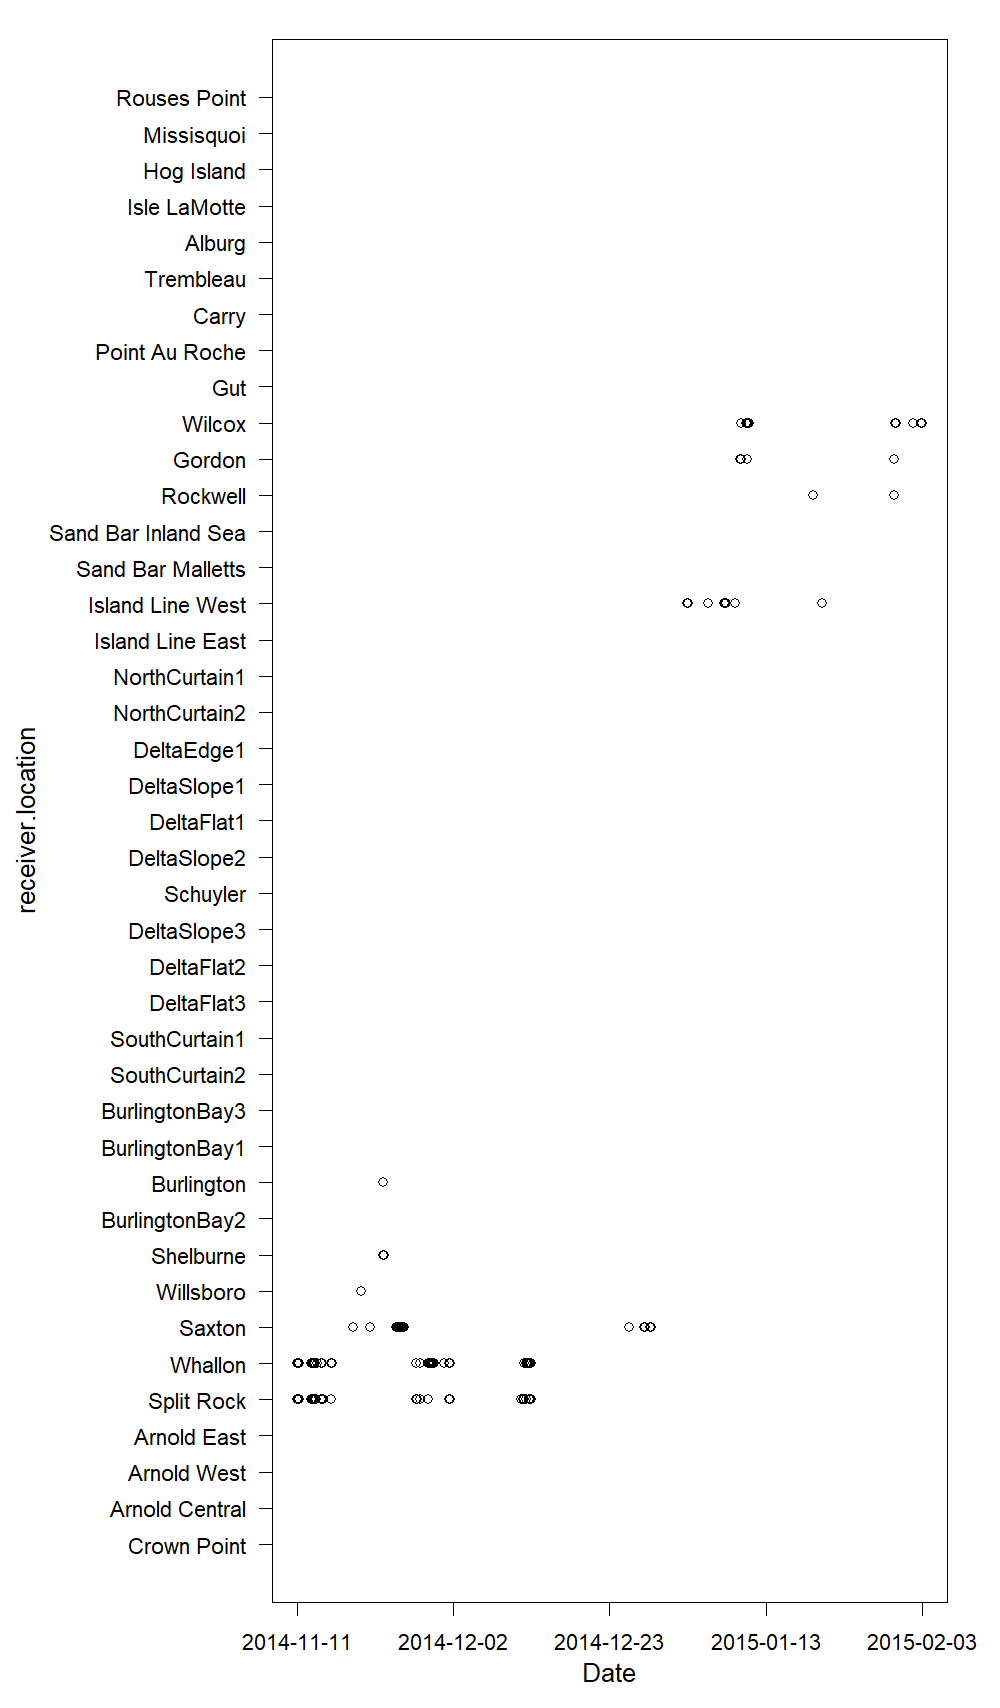 Rouses Point
Missisquoi
Hog Island
Isle LaMotte
Alburg
Trembleau
Carry
Point Au Roche
Gut
Wilcox
Gordon
Rockwell
Sand Bar Inland Sea
Sand Bar Malletts
Island Line West
Island Line East
NorthCurtain1
NorthCurtain2
DeltaEdge1
DeltaSlope1
DeltaFlat1
DeltaSlope2
Schuyler
DeltaSlope3
DeltaFlat2
DeltaFlat3
SouthCurtain1
SouthCurtain2
BurlingtonBay3
BurlingtonBay1
Burlington
BurlingtonBay2
Shelburne
Willsboro
Saxton
Whallon
Split Rock
Arnold East
Arnold West
Arnold Central
Crown Point
receiver.location
2014-11-11 2014-12-02 2014-12-23 2015-01-13 2015-02-03
Date